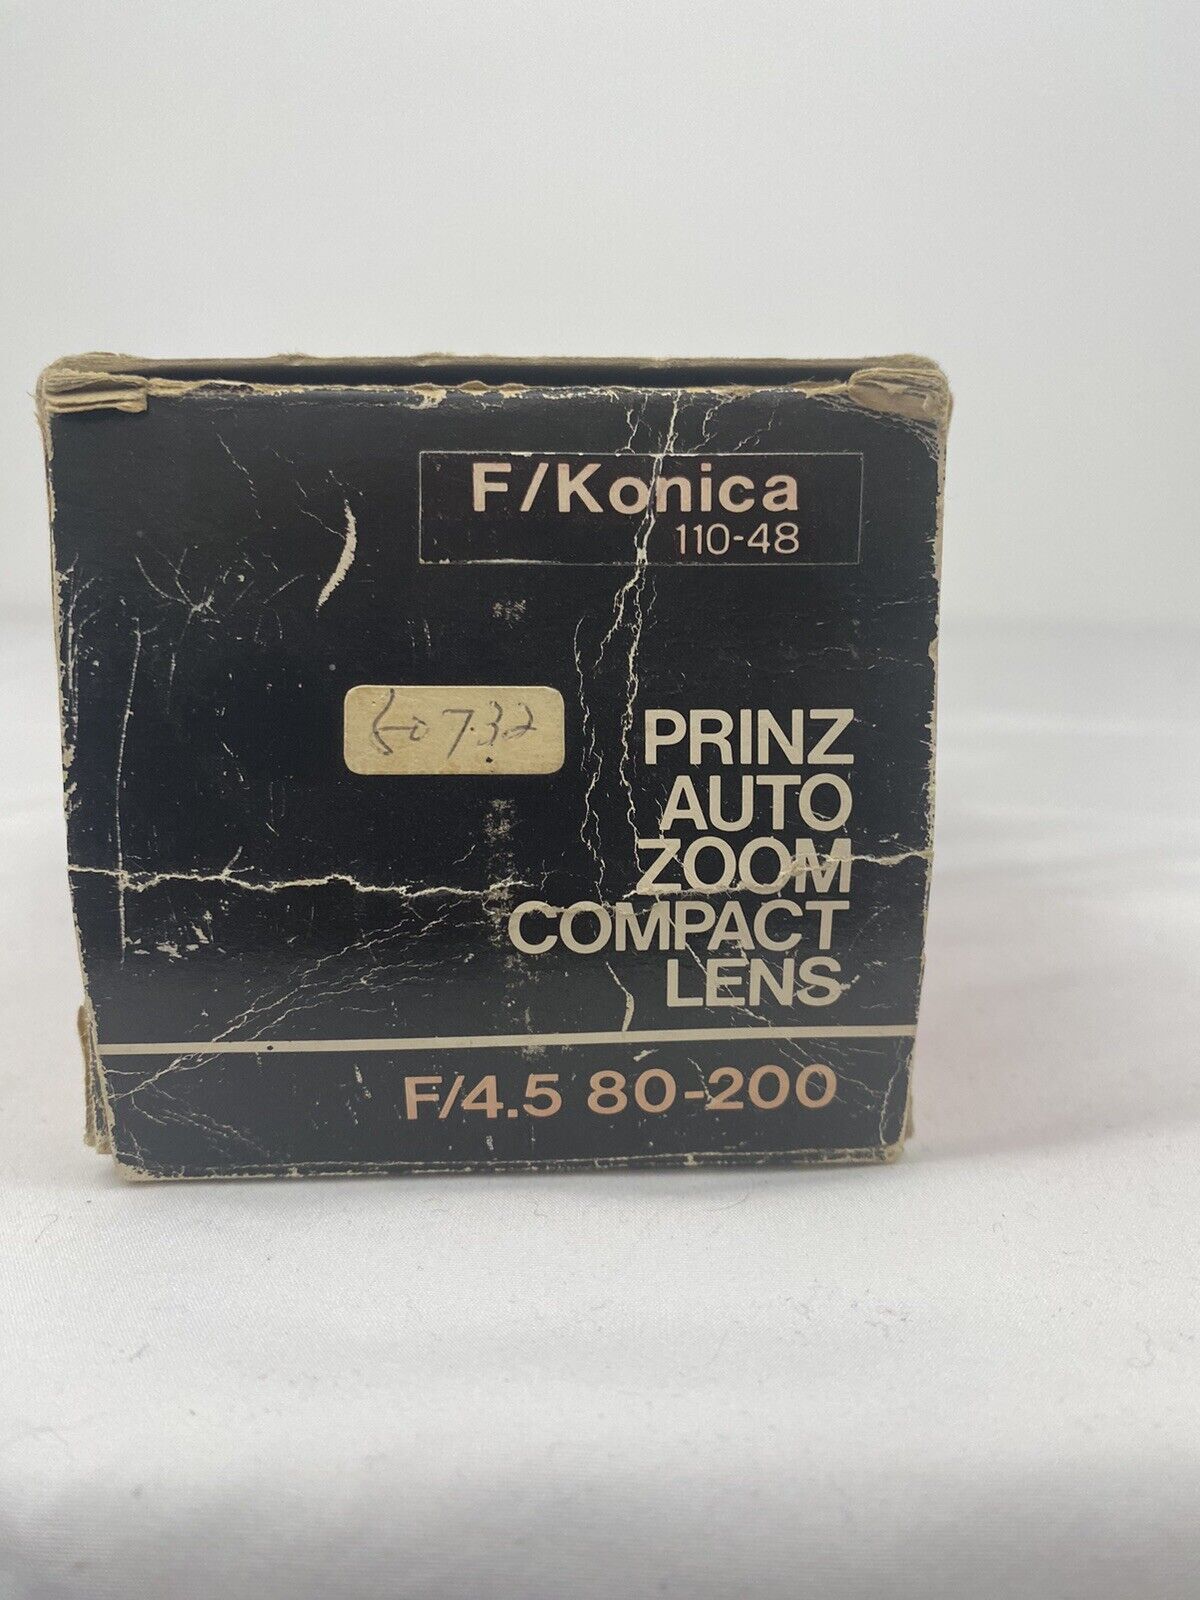 F/Konica
110-48
PRINZ
AUTO
ZOOM
COMPACT
LENS
F/4.5 80-200